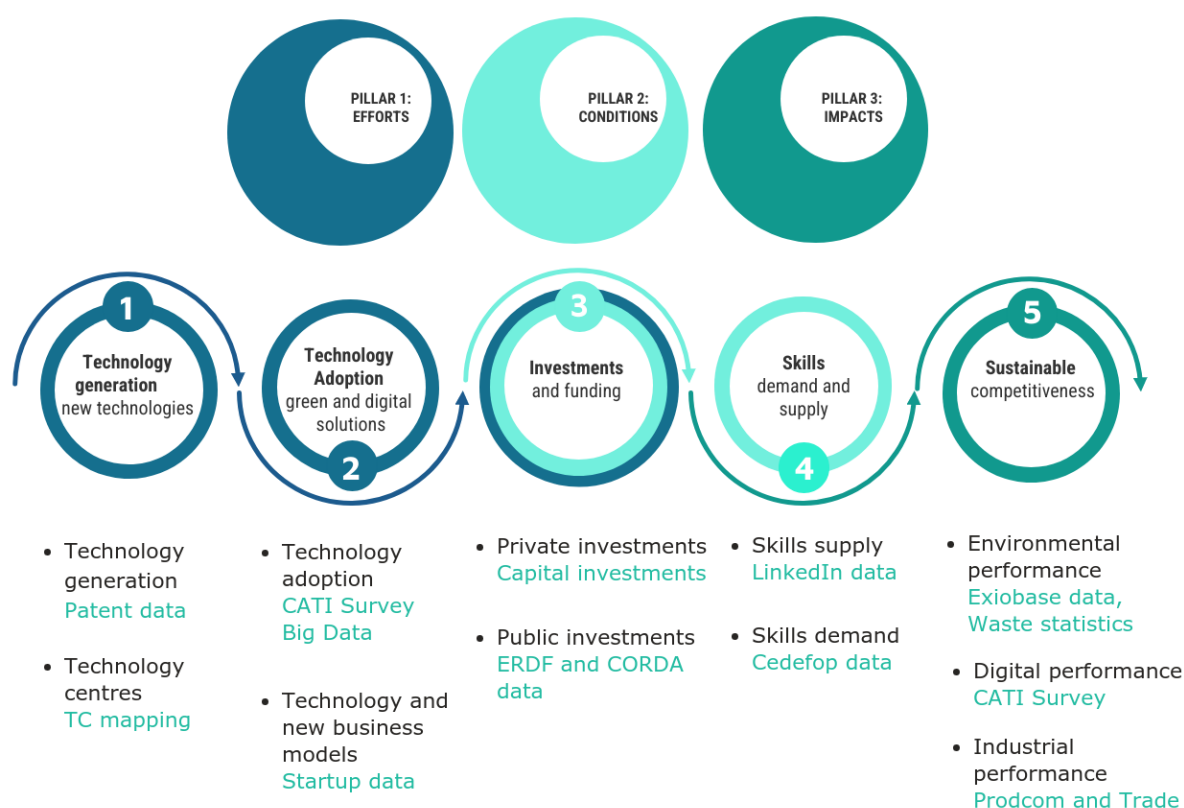 PILLAR 1:
EFFORTS
PILLAR 2:
CONDITIONS
PILLAR 3:
IMPACTS
1
Technology
generation
new technologies
Technology
Adoption
green and digital
solutions
2
3
Investments
and funding
Skills
demand and
supply
4
5
Sustainable
competitiveness
• Technology
generation
Patent data
• Technology
centres
TC mapping
• Technology
adoption
CATI Survey
Big Data
• Technology and
new business
models
Startup data
• Private investments
Capital investments
• Public investments
ERDF and CORDA
data
• Skills supply
LinkedIn data
• Skills demand
Cedefop data
• Environmental
performance
Exiobase data,
Waste statistics
• Digital performance
CATI Survey
• Industrial
performance
Prodcom and Trade